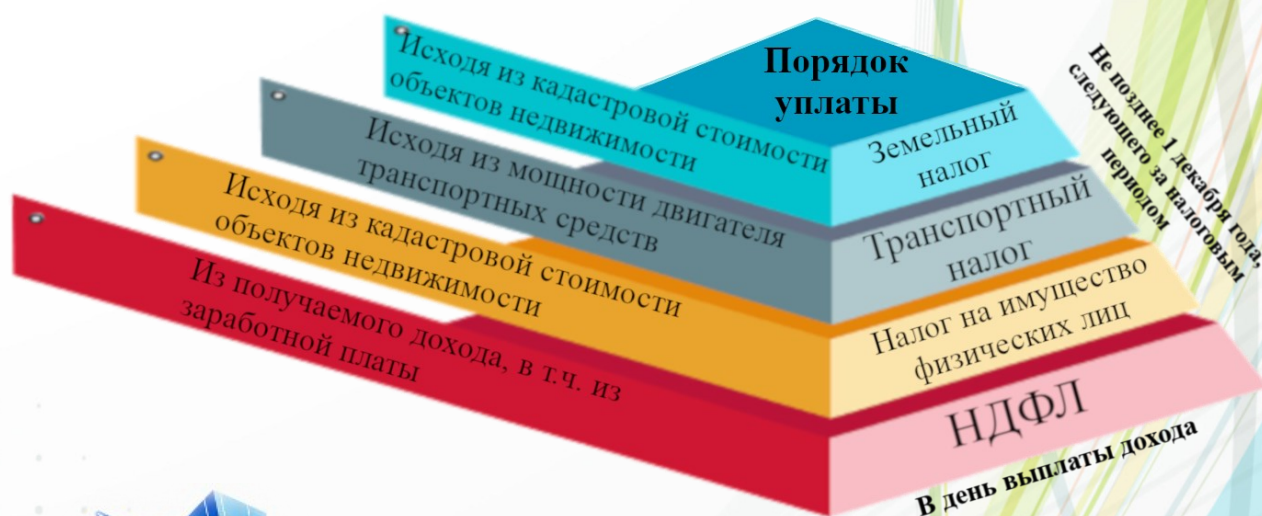 Порядок
уплаты
Исходя из кадастровой стоимости
объектов недвижимости
Земельный
налог
Исходя из мощности двигателя
транспортных средств
Транспортный
налог
Исходя из кадастровой стоимости
объектов недвижимости
Налог на имущество
физических лиц
Из получаемого дохода, в т.ч. из
заработной платы
НДФЛ
Не позднее 1 декабря года,
следующего за налоговым
периодом
В день выплаты дохода